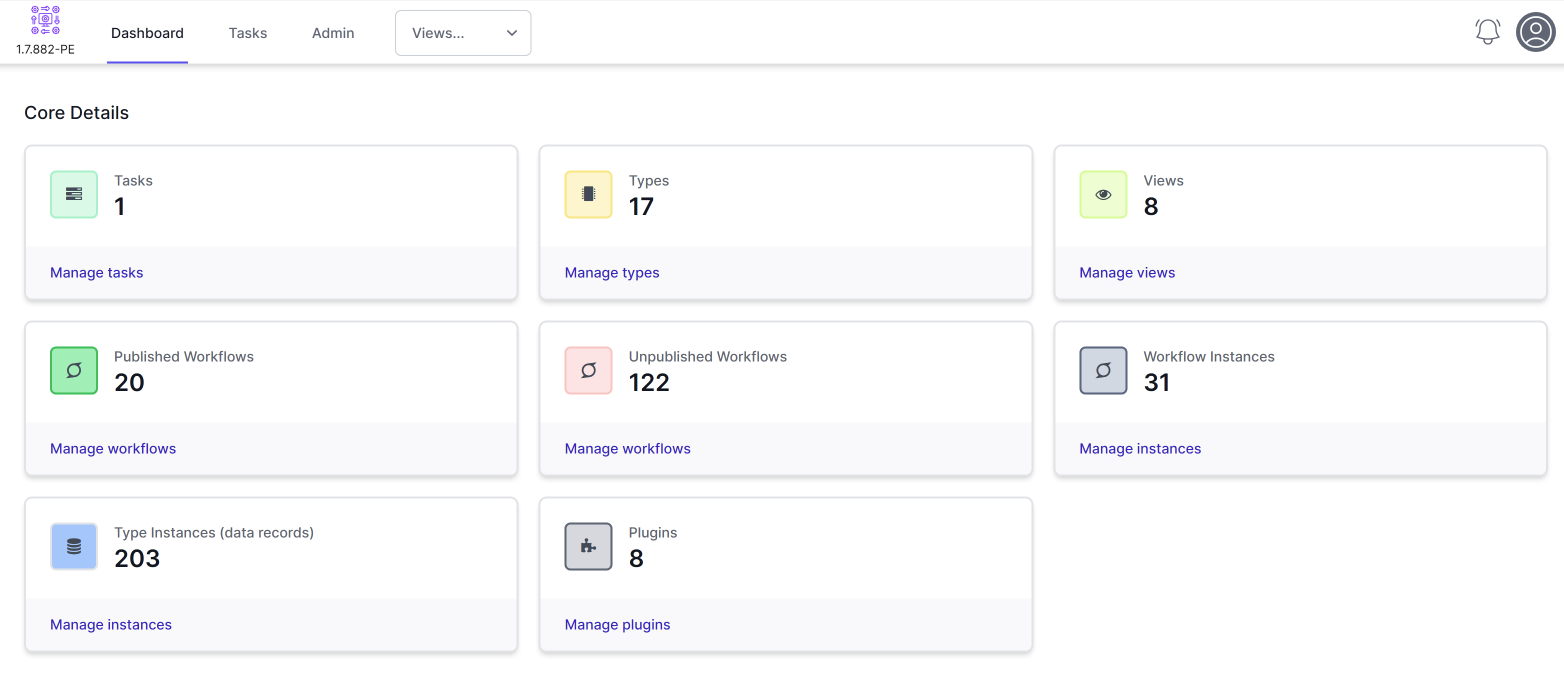 1.7.882-PE
Dashboard
Tasks
Admin
Views...
Core Details
Tasks
1
Manage tasks
Types
17
Manage types
Views
8
Manage views
Published Workflows
20
Manage workflows
Unpublished Workflows
122
Manage workflows
Workflow Instances
31
Manage instances
Type Instances (data records)
203
Manage instances
Plugins
8
Manage plugins